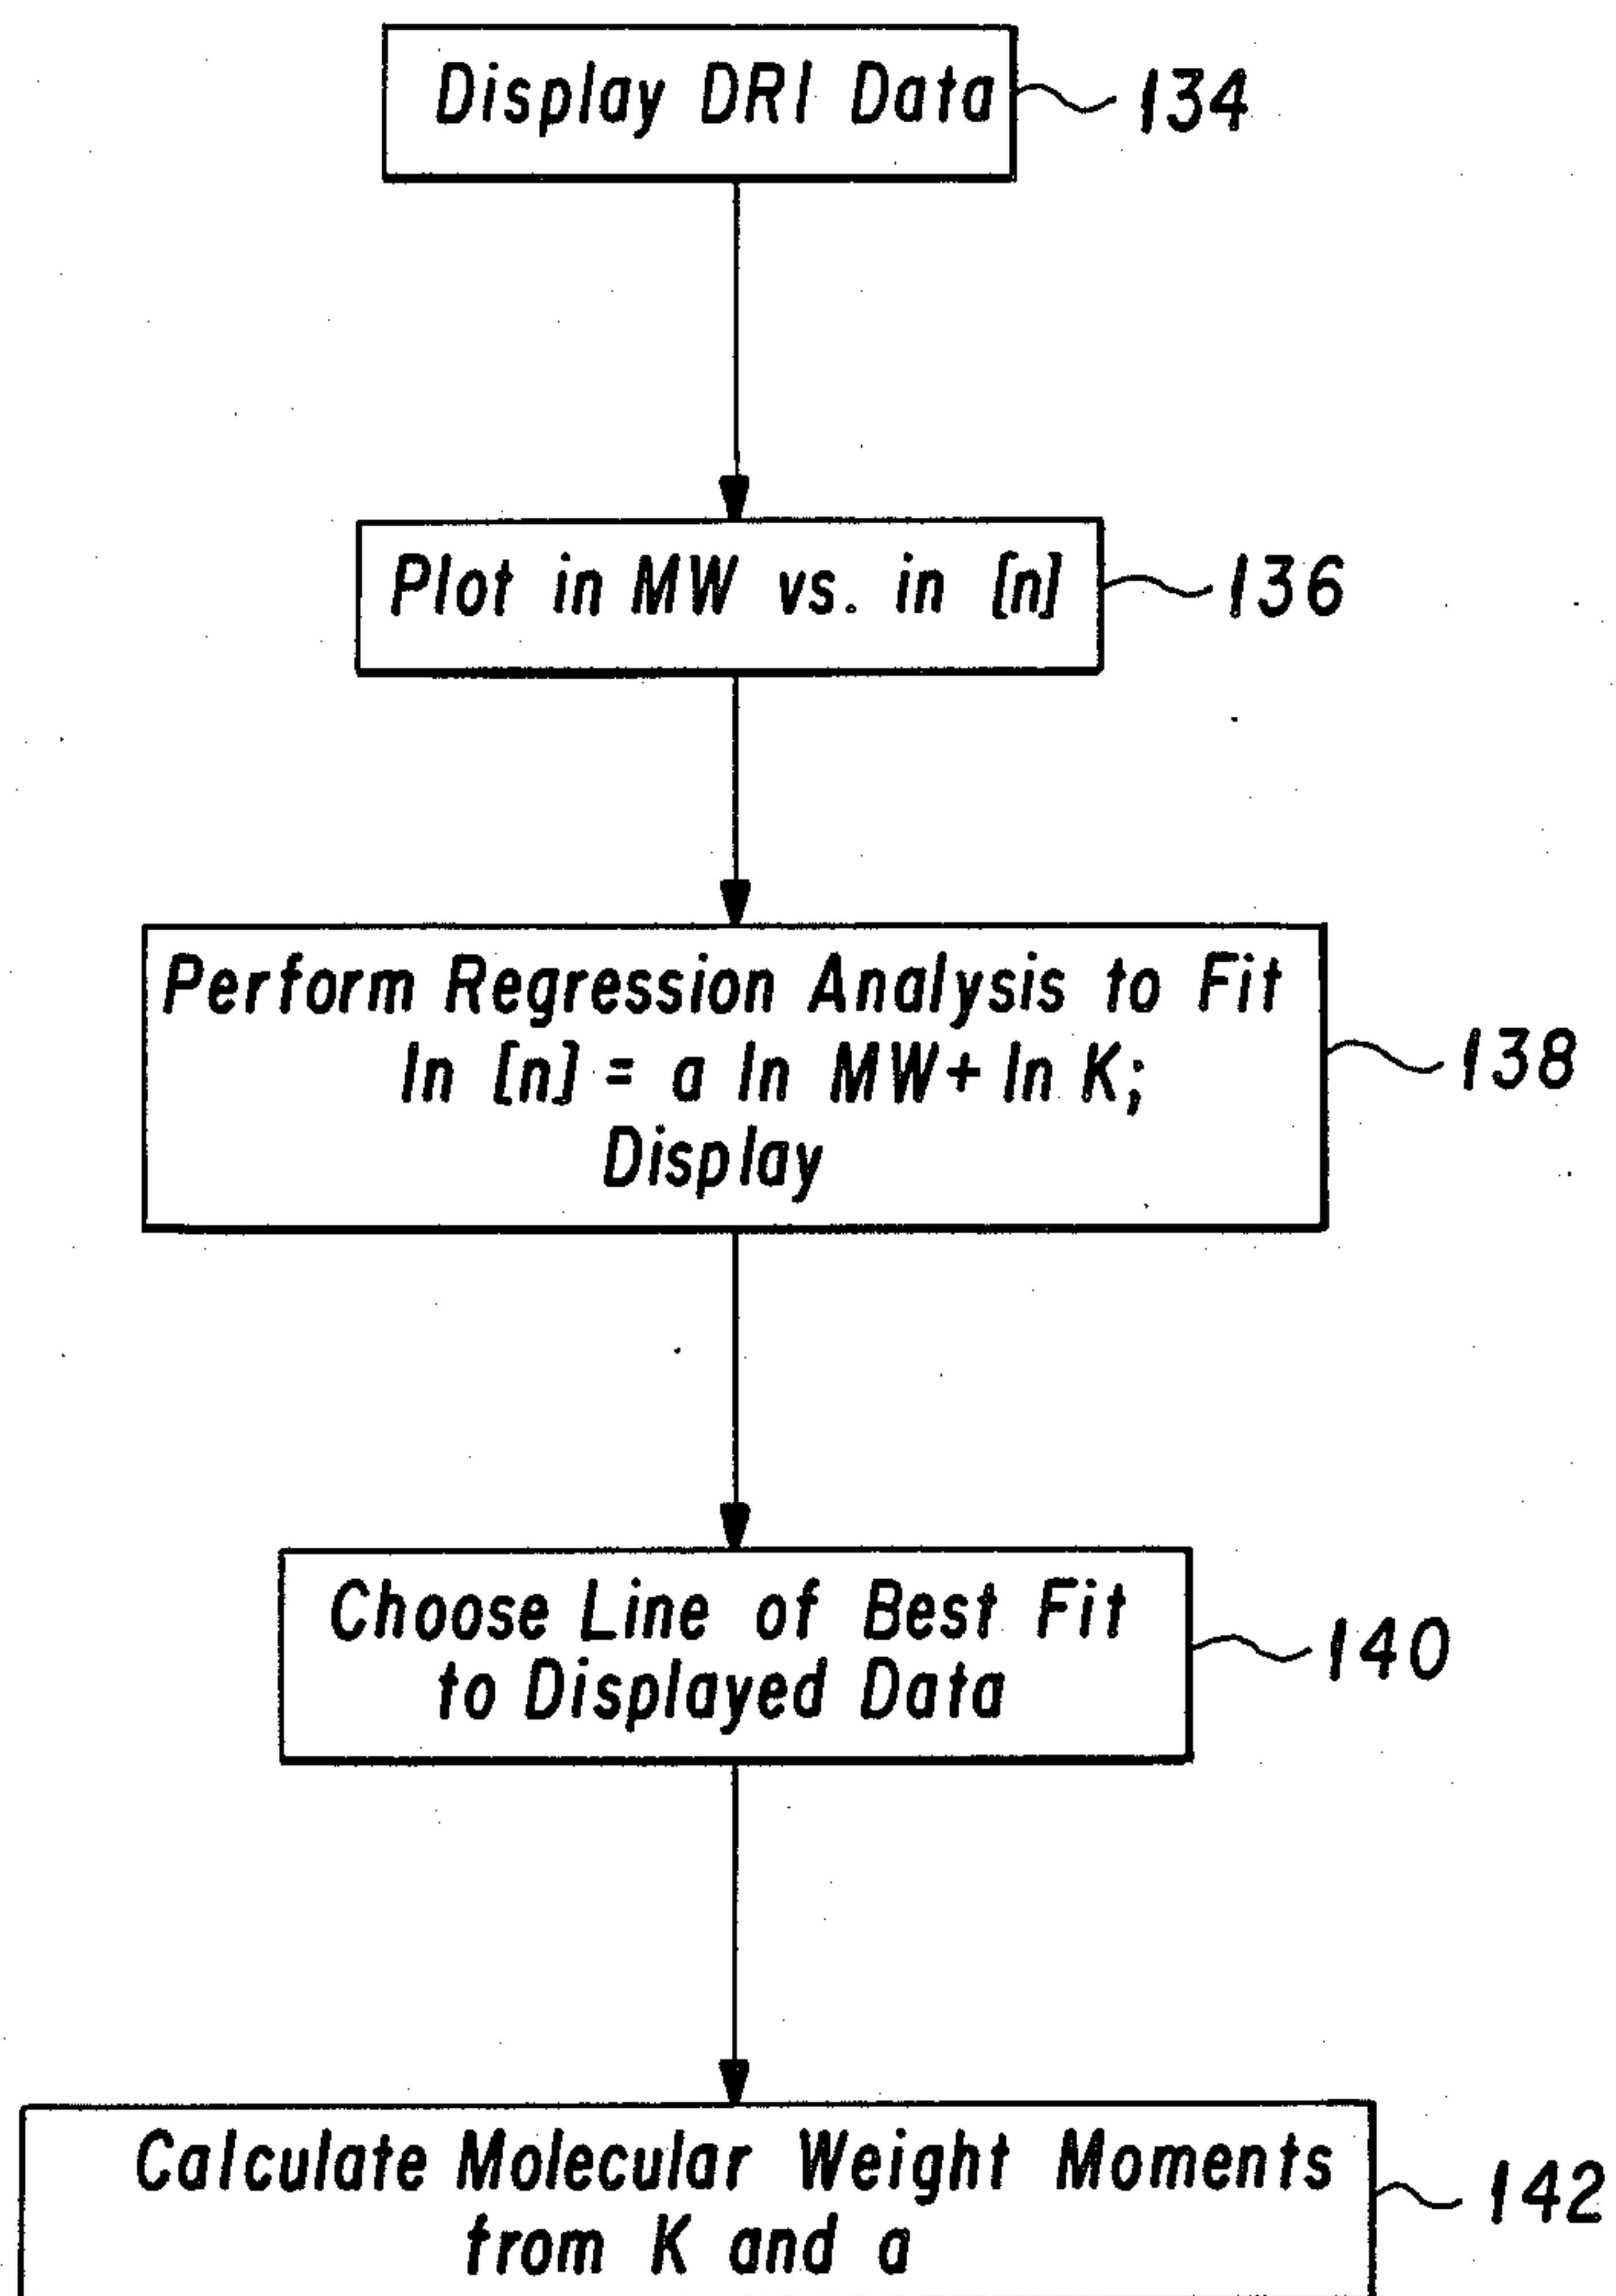 Display DRI Data
134
Plot in MW vs. in [n]
136
Perform Regression Analysis to Fit
ln [n] = a ln MW + ln K;
Display
138
Choose Line of Best Fit
to Displayed Data
140
Calculate Molecular Weight Moments
from K and a
142